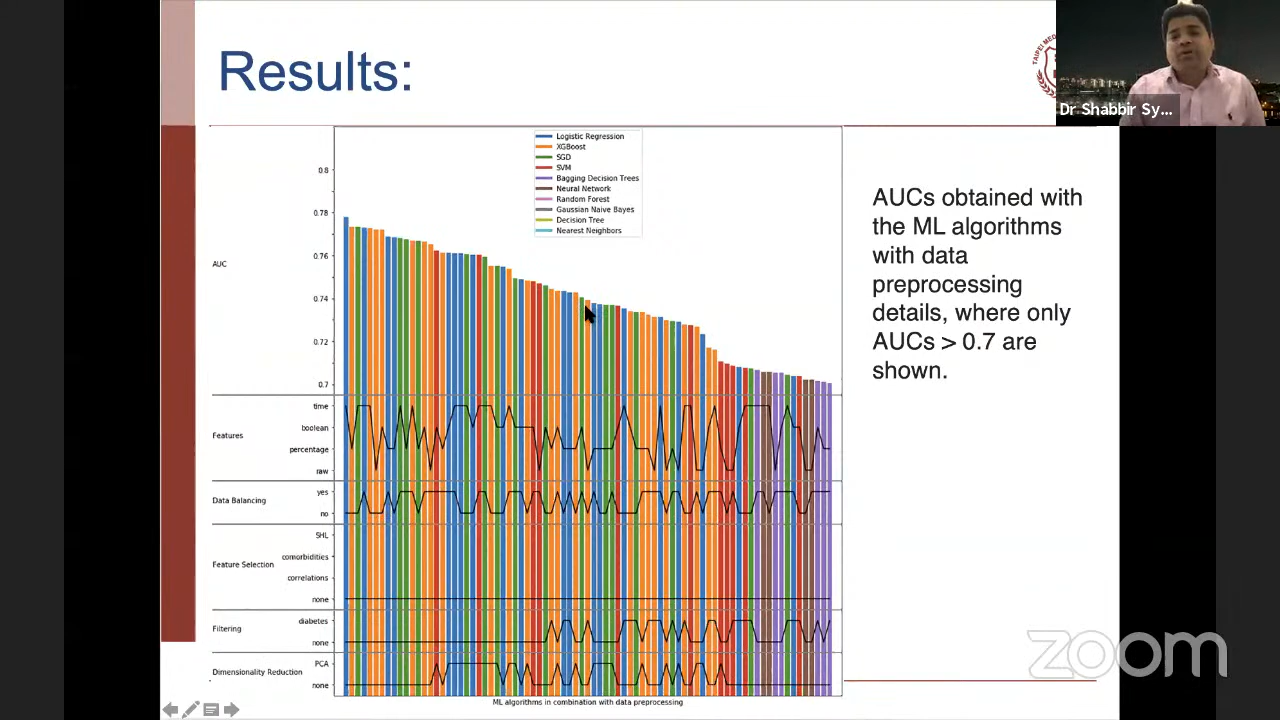 Results:
TAIPEI MED
Dr Shabbir Sy...
Logistic Regression
XGBoost
SGD
SVM
Bagging Decision Trees
Neural Network
Random Forest
Gaussian Naive Bayes
Decision Tree
Nearest Neighbors
AUC
0.8
0.78
0.76
0.74
0.72
0.7
Features
time
boolean
percentage
raw
Data Balancing
yes
no
Feature Selection
SHL
comorbidities
correlations
none
Filtering
diabetes
none
Dimensionality Reduction
PCA
none
ML algorithms in combination with data preprocessing
AUCs obtained with
the ML algorithms
with data
preprocessing
details, where only
AUCs > 0.7 are
shown.
zoom